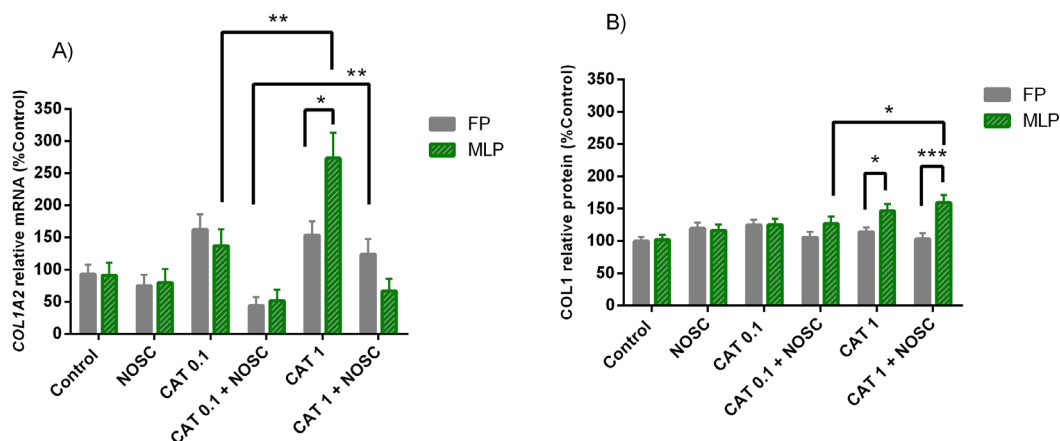 A)
**
**
*
FP
MLP
COL1A2 relative mRNA (%Control)
350
300
250
200
150
100
50
0
Control
NOSC
CAT 0.1
CAT 0.1 + NOSC
CAT 1
CAT 1 + NOSC
B)
*
*
***
FP
MLP
COL1 relative protein (%Control)
350
300
250
200
150
100
50
0
Control
NOSC
CAT 0.1
CAT 0.1 + NOSC
CAT 1
CAT 1 + NOSC